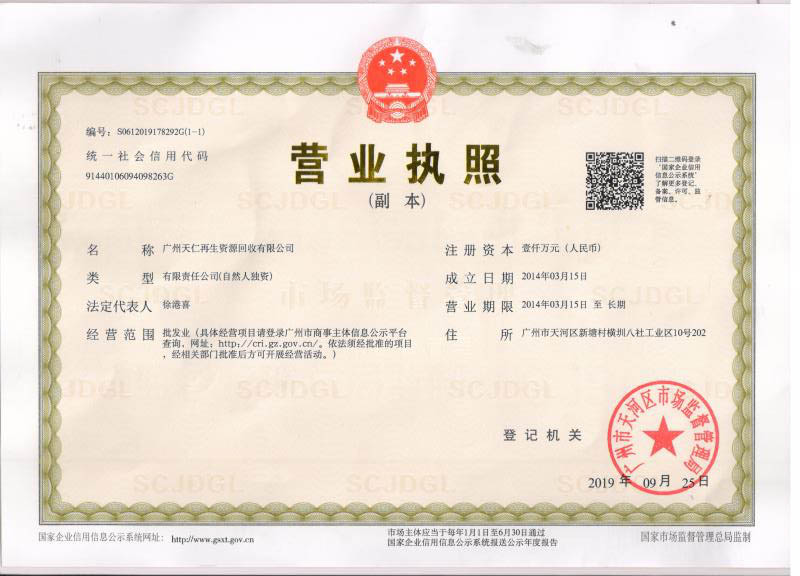 编号：S0612019178292G(1-1)
统一社会信用代码
91440106094098263G
营业执照
(副 本)
扫描二维码登录
‘国家企业信用
信息公示系统’
了解更多登记、
备案、许可、监
管信息。
名 称 广州天仁再生资源回收有限公司
类 型 有限责任公司(自然人独资)
法定代表人 徐港喜
经营范围 批发业（具体经营项目请登录广州市商事主体信息公示平台
查询，网址：http://cri.gz.gov.cn/。依法须经批准的项目
，经相关部门批准后方可开展经营活动。）
注册资本 壹仟万元（人民币）
成立日期 2014年03月15日
营业期限 2014年03月15日 至 长期
住 所 广州市天河区新塘村横圳八社工业区10号202
登记机关
广州市天河区市场监督管理局
2019 年 09 月 25 日
国家企业信用信息公示系统网址： http://www.gsxt.gov.cn
市场主体应当于每年1月1日至6月30日通过
国家企业信用信息公示系统报送公示年度报告
国家市场监督管理总局监制
SCJDGL
市场监督